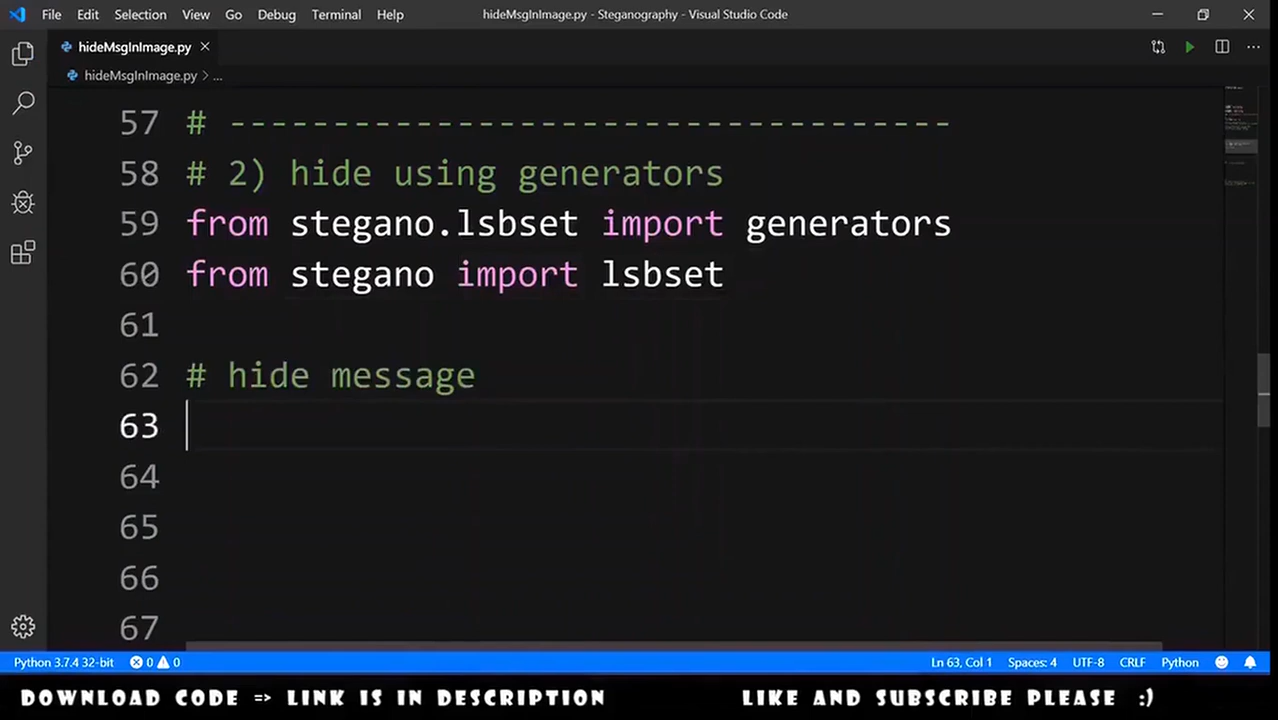 File Edit Selection View Go Debug Terminal Help hideMsgInImage.py - Steganography - Visual Studio Code
hideMsgInImage.py
hideMsgInImage.py > ...
57 # -----------------------------------
58 # 2) hide using generators
59 from stegano.lsbset import generators
60 from stegano import lsbset
61
62 # hide message
63
64
65
66
67
Python 3.7.4 32-bit 0 0 Ln 63, Col 1 Spaces: 4 UTF-8 CRLF Python
DOWNLOAD CODE => LINK IS IN DESCRIPTION LIKE AND SUBSCRIBE PLEASE :)